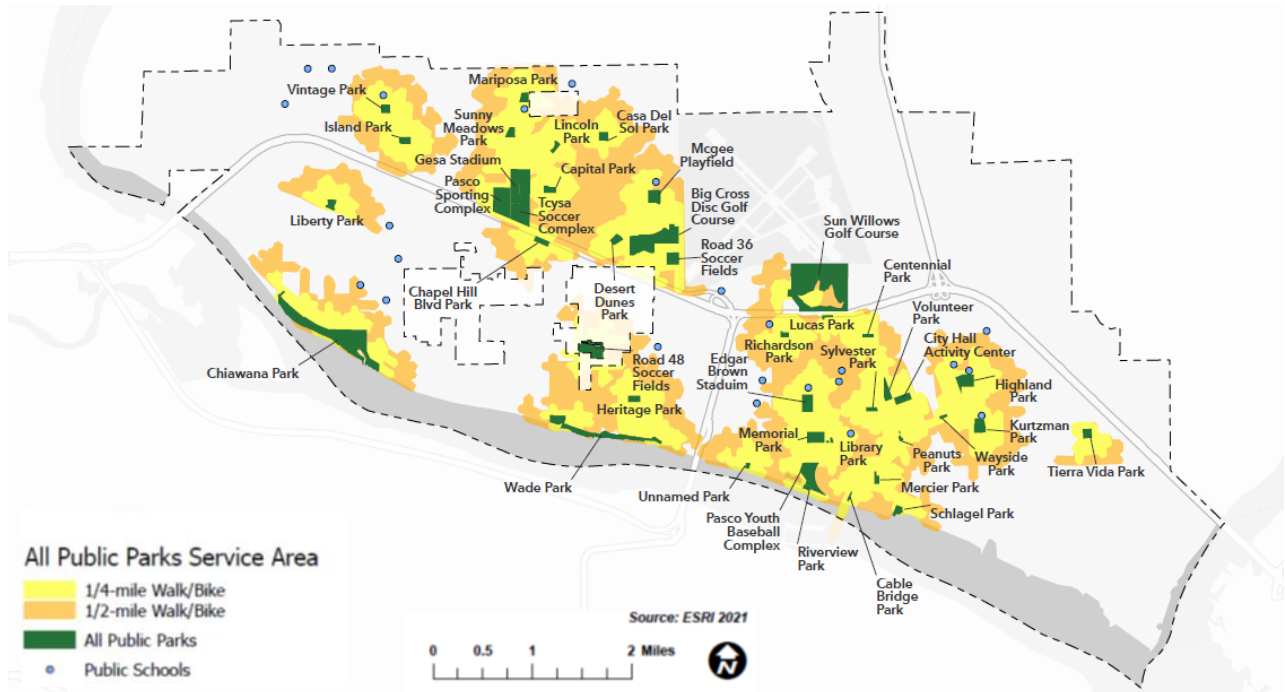 Mariposa Park
Vintage Park
Sunny
Meadows
Park
Lincoln
Park
Casa Del
Sol Park
Island Park
Mcgee
Playfield
Gesa Stadium
Capital Park
Pasco
Sporting
Complex
Big Cross
Disc Golf
Course
Tcysa
Soccer
Complex
Liberty Park
Sun Willows
Golf Course
Road 36
Soccer
Fields
Centennial
Park
Chapel Hill
Blvd Park
Desert
Dunes
Park
Volunteer
Park
Lucas Park
City Hall
Activity Center
Richardson
Park
Sylvester
Park
Edgar
Brown
Staduim
Road 48
Soccer
Fields
Chiawana Park
Highland
Park
Heritage Park
Kurtzman
Park
Memorial
Park
Library
Park
Peanuts
Park
Wayside
Park
Tierra Vida Park
Wade Park
Unnamed Park
Mercier Park
Schlagel Park
Pasco Youth
Baseball
Complex
Riverview
Park
Cable
Bridge
Park
All Public Parks Service Area
1/4-mile Walk/Bike
1/2-mile Walk/Bike
All Public Parks
Public Schools
Source: ESRI 2021
0 0.5 1 2 Miles
N